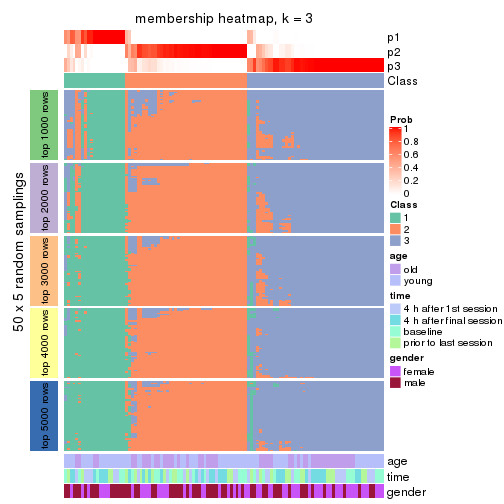 membership heatmap, k = 3
p1
p2
p3
Class
50 x 5 random samplings
top 1000 rows
top 2000 rows
top 3000 rows
top 4000 rows
top 5000 rows
age
time
gender
Prob
1
0.8
0.6
0.4
0.2
0
Class
1
2
3
age
old
young
time
4 h after 1st session
4 h after final session
baseline
prior to last session
gender
female
male